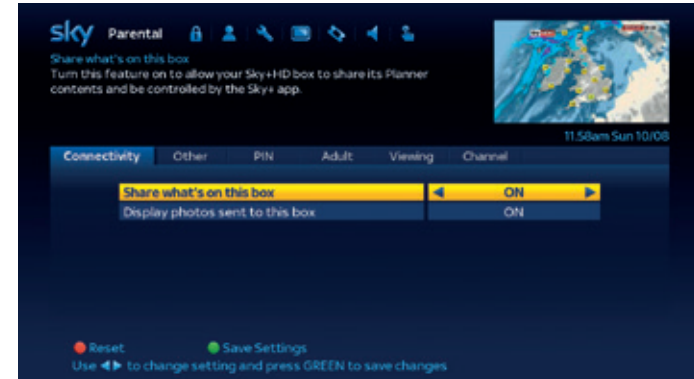 sky Parental
Share what's on this box
Turn this feature on to allow your Sky+HD box to share its Planner
contents and be controlled by the Sky+ app.
11.58am Sun 10/08
Connectivity Other PIN Adult Viewing Channel
Share what's on this box ON
Display photos sent to this box ON
Reset Save Settings
Use ◀▶ to change setting and press GREEN to save changes